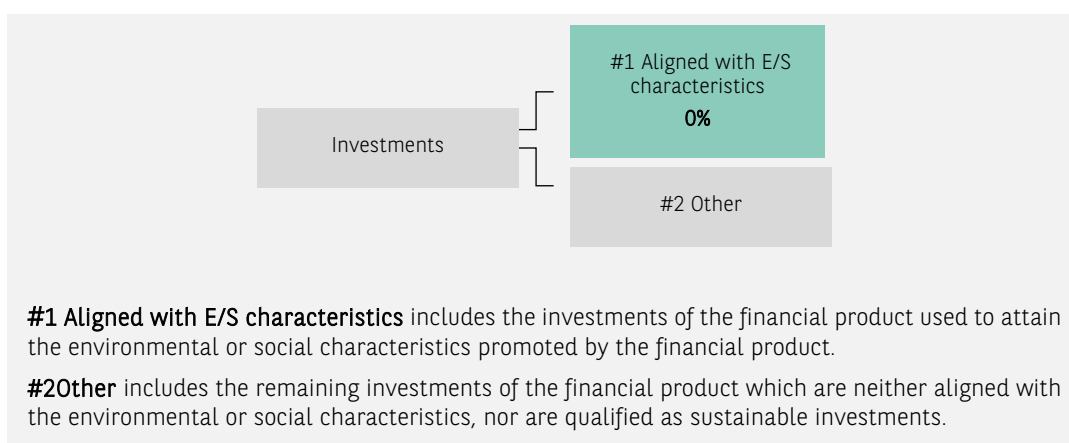 #1 Aligned with E/S
characteristics
0%
Investments
#2 Other
#1 Aligned with E/S characteristics includes the investments of the financial product used to attain
the environmental or social characteristics promoted by the financial product.
#2Other includes the remaining investments of the financial product which are neither aligned with
the environmental or social characteristics, nor are qualified as sustainable investments.